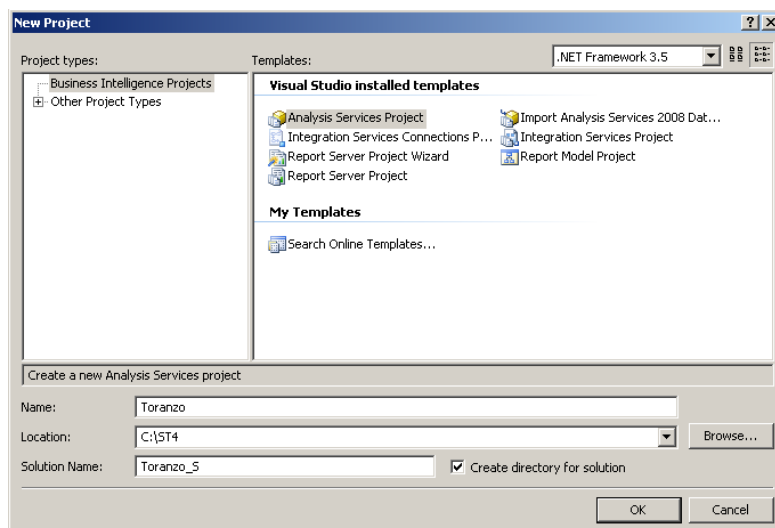 New Project
Project types:
Templates:
.NET Framework 3.5
Business Intelligence Projects
Other Project Types
Visual Studio installed templates
Analysis Services Project
Import Analysis Services 2008 Dat...
Integration Services Connections P...
Integration Services Project
Report Server Project Wizard
Report Model Project
Report Server Project
My Templates
Search Online Templates...
Create a new Analysis Services project
Name:
Toranzo
Location:
C:\ST4
Browse...
Solution Name:
Toranzo_S
Create directory for solution
OK
Cancel